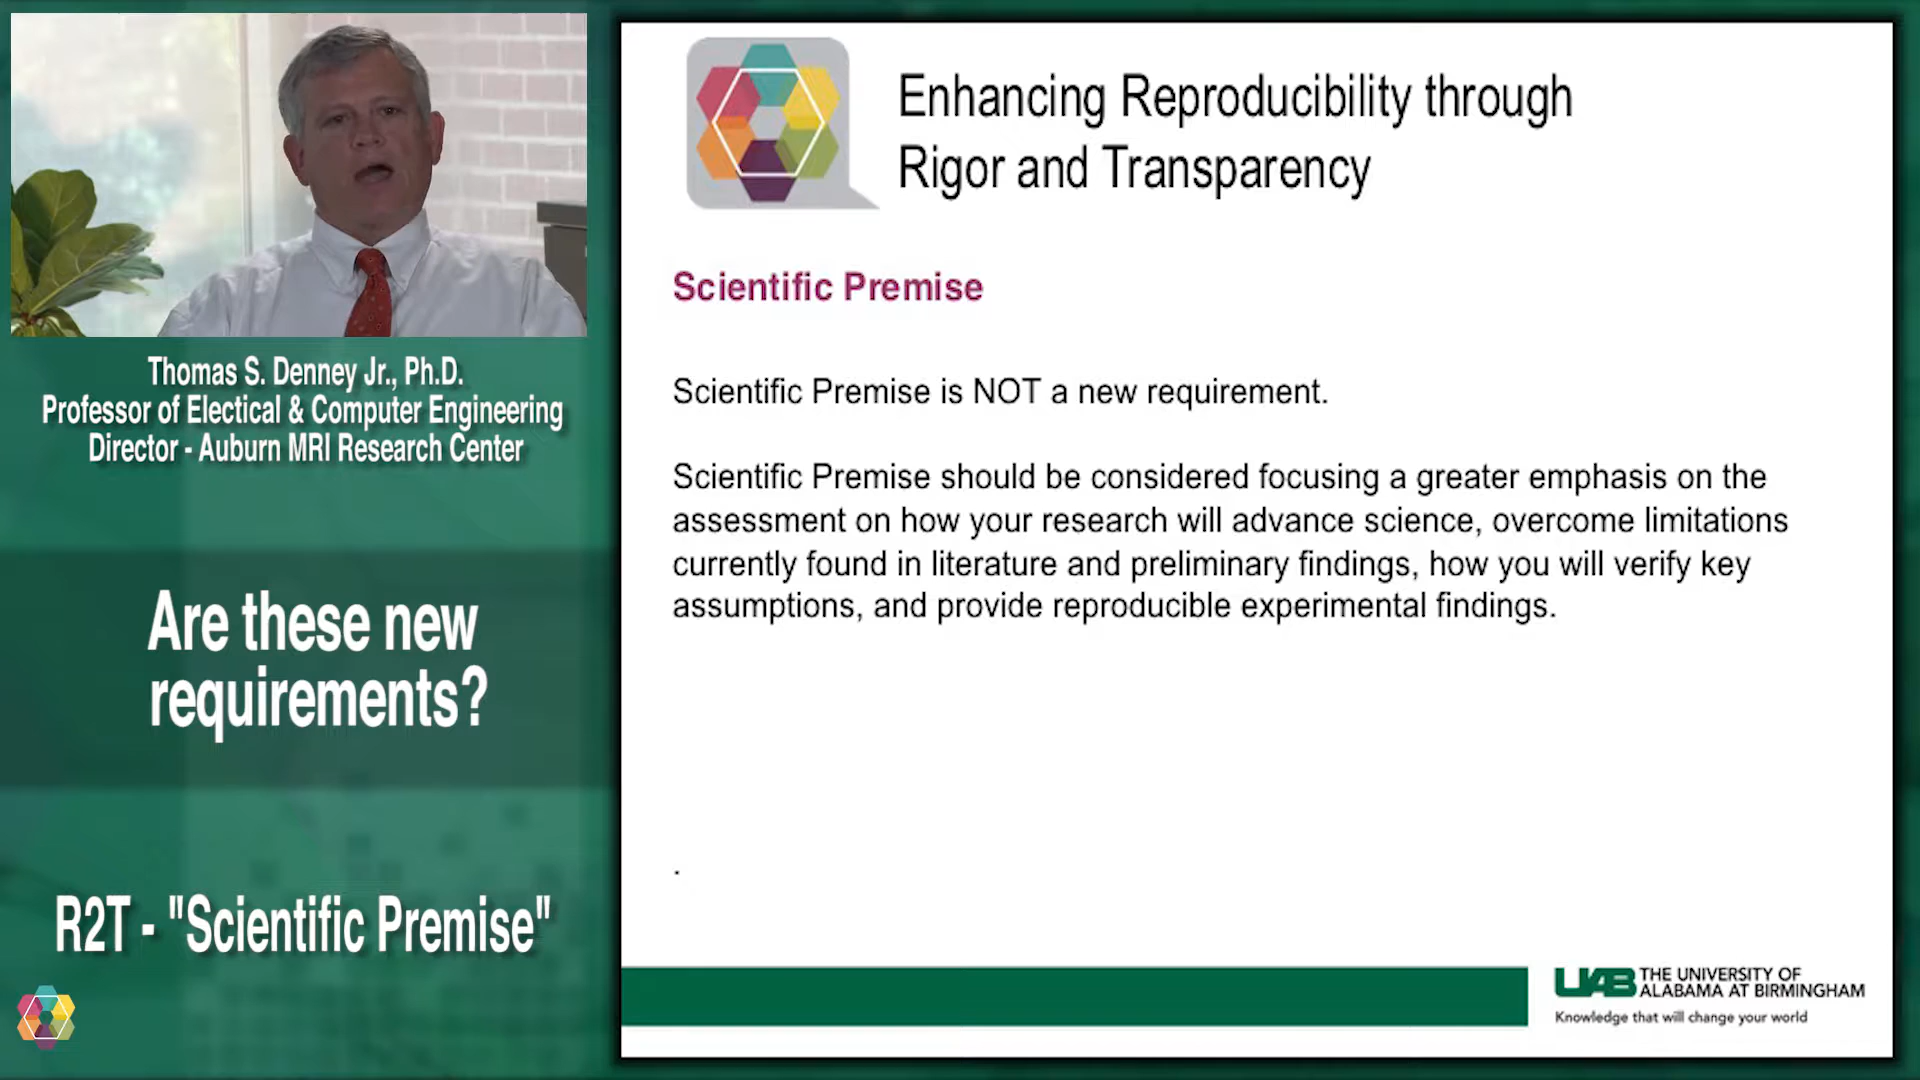 Thomas S. Denney Jr., Ph.D.
Professor of Electical & Computer Engineering
Director - Auburn MRI Research Center
Are these new
requirements?
R2T - "Scientific Premise"
Enhancing Reproducibility through
Rigor and Transparency
Scientific Premise
Scientific Premise is NOT a new requirement.
Scientific Premise should be considered focusing a greater emphasis on the
assessment on how your research will advance science, overcome limitations
currently found in literature and preliminary findings, how you will verify key
assumptions, and provide reproducible experimental findings.
.
UAB THE UNIVERSITY OF
ALABAMA AT BIRMINGHAM
Knowledge that will change your world